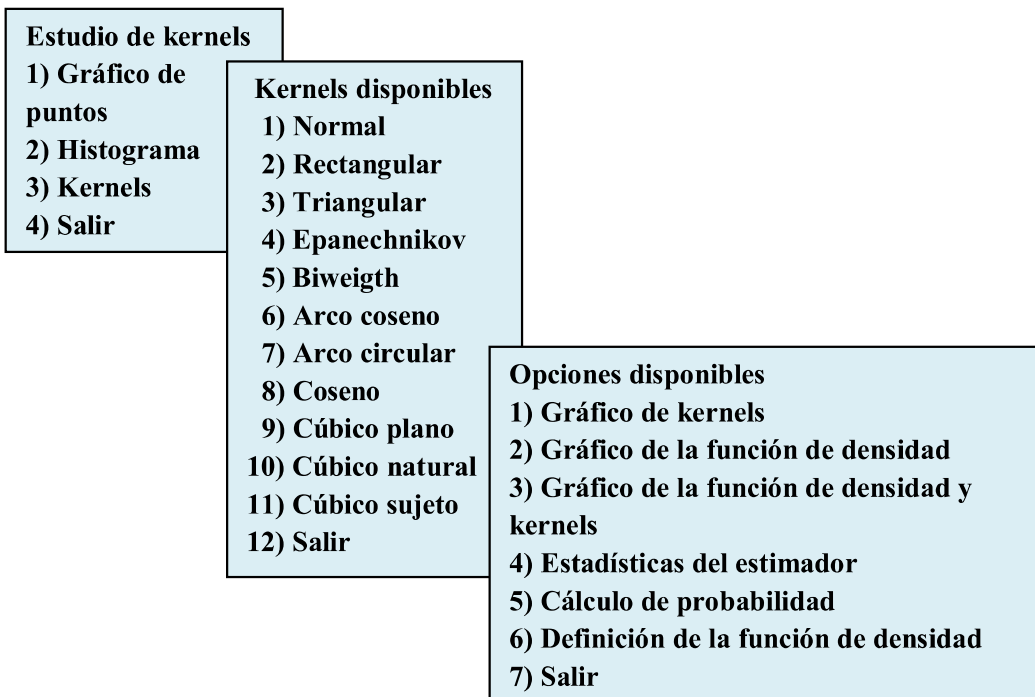 Estudio de kernels
1) Gráfico de
puntos
2) Histograma
3) Kernels
4) Salir
Kernels disponibles
1) Normal
2) Rectangular
3) Triangular
4) Epanechnikov
5) Biweigth
6) Arco coseno
7) Arco circular
8) Coseno
9) Cúbico plano
10) Cúbico natural
11) Cúbico sujeto
12) Salir
Opciones disponibles
1) Gráfico de kernels
2) Gráfico de la función de densidad
3) Gráfico de la función de densidad y
kernels
4) Estadísticas del estimador
5) Cálculo de probabilidad
6) Definición de la función de densidad
7) Salir